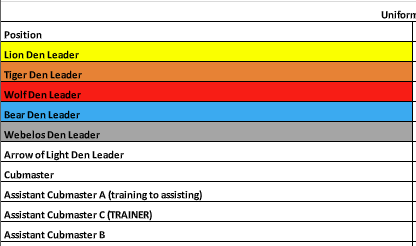 Uniform
Position
Lion Den Leader
Tiger Den Leader
Wolf Den Leader
Bear Den Leader
Webelos Den Leader
Arrow of Light Den Leader
Cubmaster
Assistant Cubmaster A (training to assisting)
Assistant Cubmaster C (TRAINER)
Assistant Cubmaster B